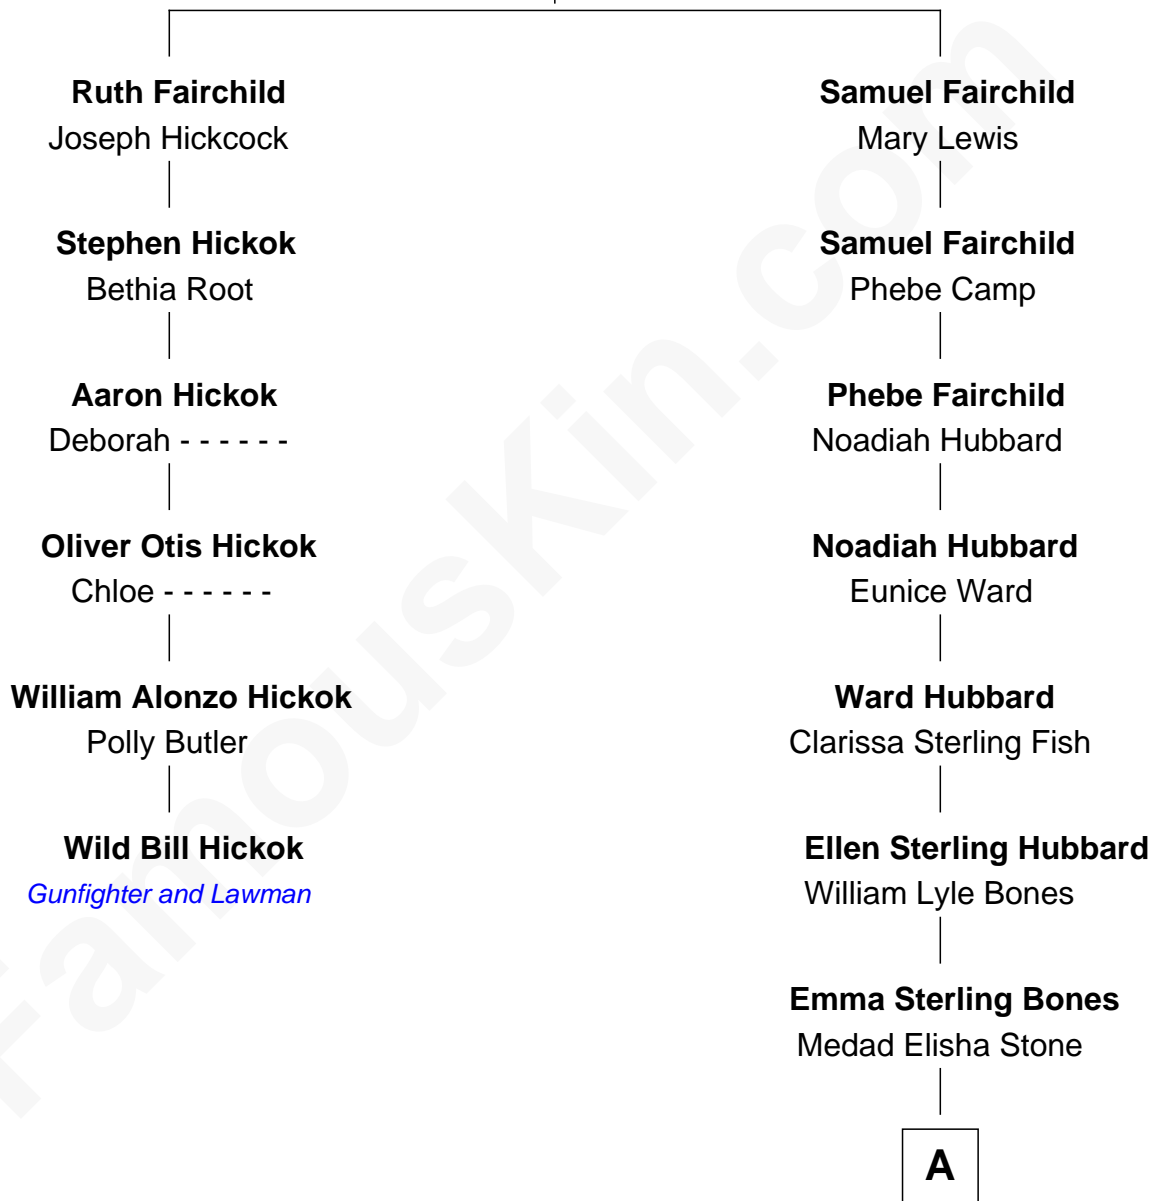 Ruth Fairchild
Joseph Hickcock
Stephen Hickok
Bethia Root
Aaron Hickok
Deborah - - - - - -
Oliver Otis Hickok
Chloe - - - - - -
William Alonzo Hickok
Polly Butler
Wild Bill Hickok
Gunfighter and Lawman
Samuel Fairchild
Mary Lewis
Samuel Fairchild
Phebe Camp
Phebe Fairchild
Noadiah Hubbard
Noadiah Hubbard
Eunice Ward
Ward Hubbard
Clarissa Sterling Fish
Ellen Sterling Hubbard
William Lyle Bones
Emma Sterling Bones
Medad Elisha Stone
A
FamousKin.com